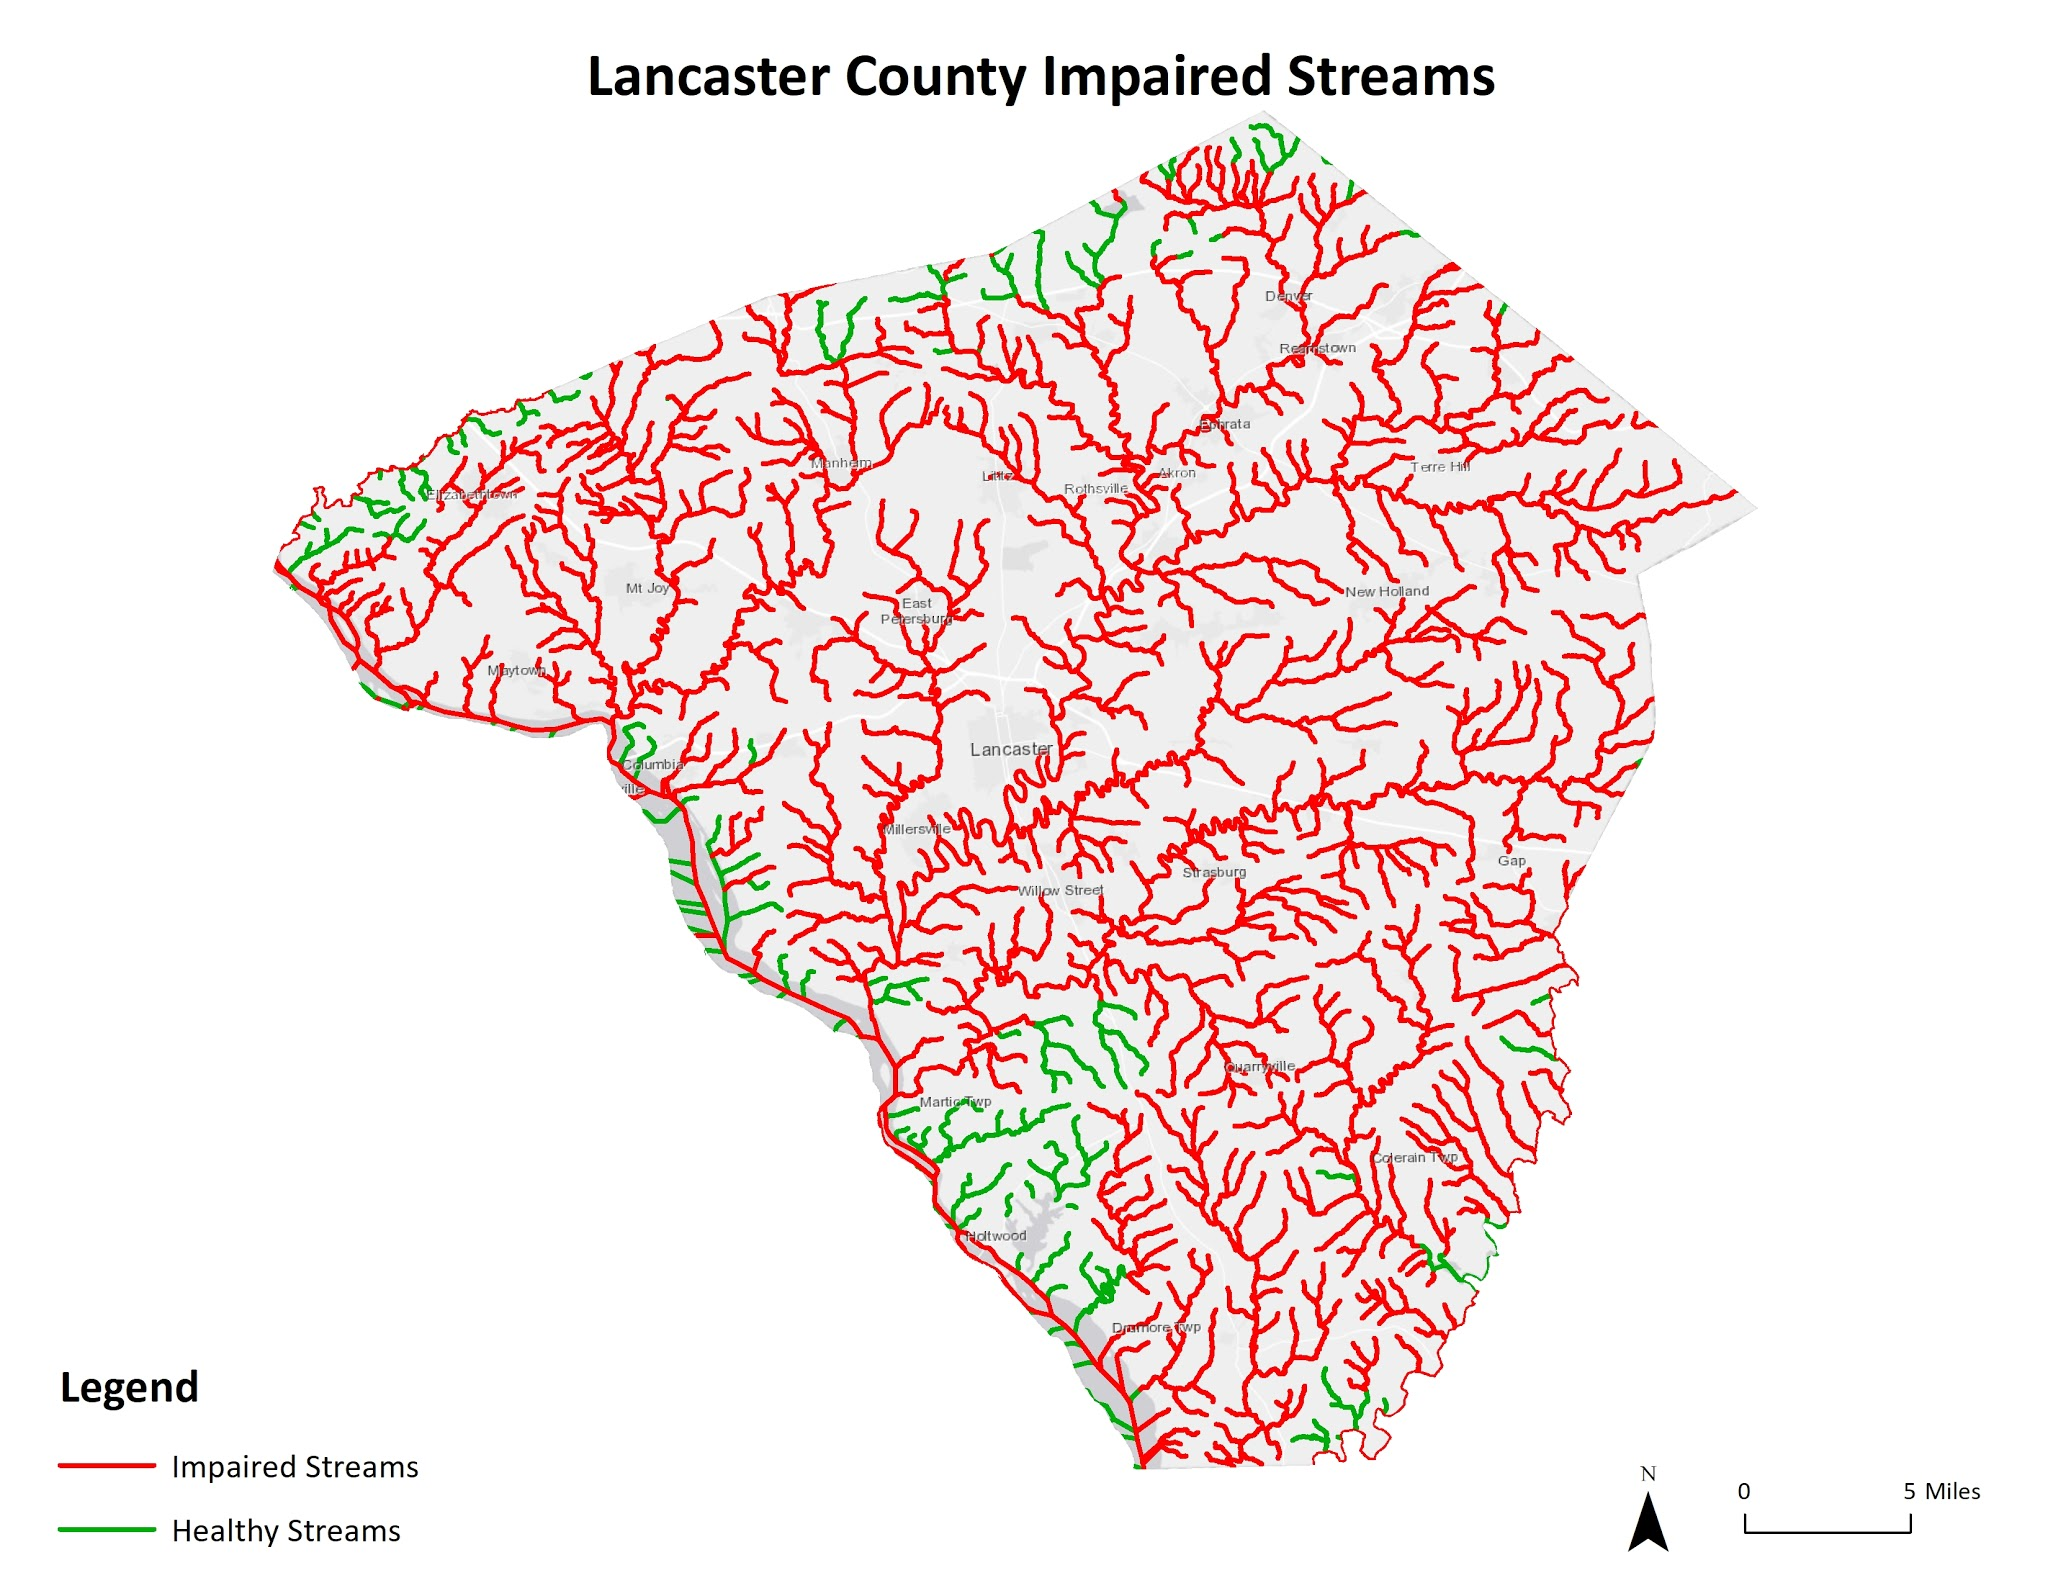 Lancaster County Impaired Streams
Denver
Reamstown
Ephrata
Manheim
Terre Hill
Lititz
Akron
Rothsville
Elizabethtown
Mt Joy
New Holland
East
Petersburg
Maytown
Lancaster
Columbia
ville
Millersville
Gap
Strasburg
Willow Street
Quarryville
Martic Twp
Colerain Twp
Holtwood
Drumore Twp
Legend
Impaired Streams
Healthy Streams
N
0 5 Miles